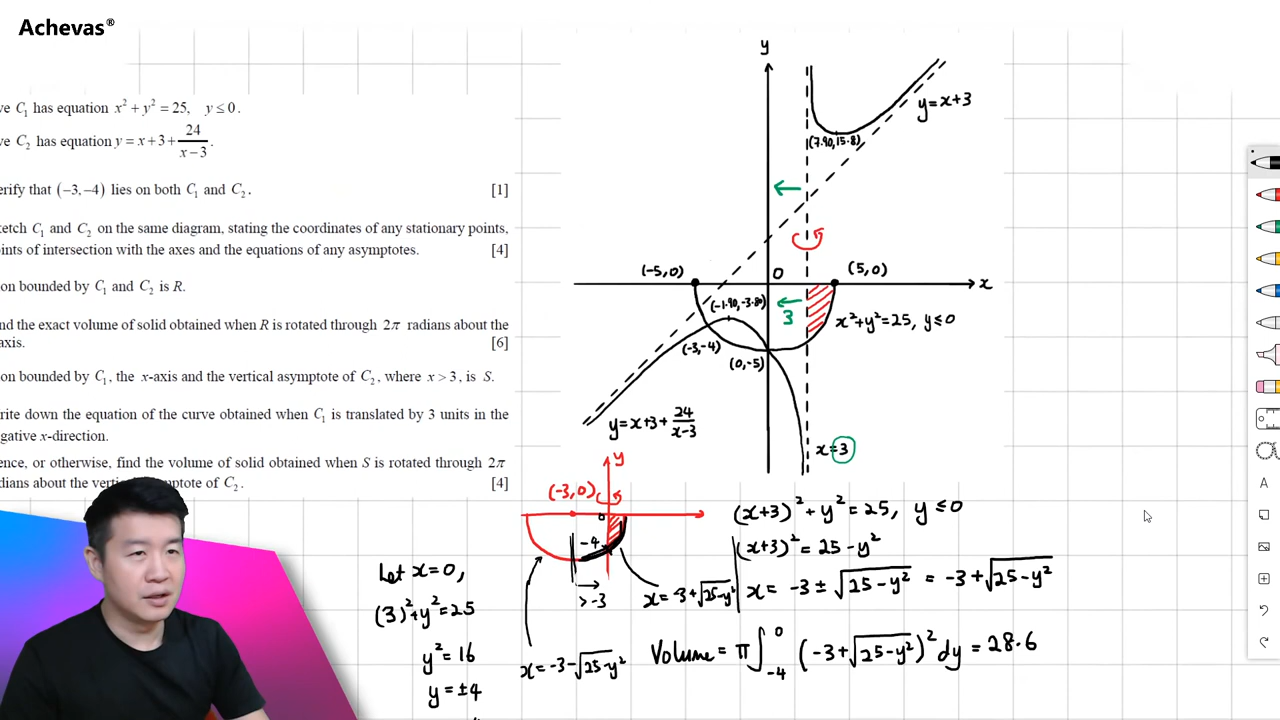 Achevas®
ve C₁ has equation x² + y² = 25, y ≤ 0.
ve C₂ has equation y = x + 3 + 24/(x − 3).
erify that (−3, −4) lies on both C₁ and C₂. [1]
etch C₁ and C₂ on the same diagram, stating the coordinates of any stationary points,
ints of intersection with the axes and the equations of any asymptotes. [4]
on bounded by C₁ and C₂ is R.
nd the exact volume of solid obtained when R is rotated through 2π radians about the
axis. [6]
on bounded by C₁, the x-axis and the vertical asymptote of C₂, where x > 3, is S.
rite down the equation of the curve obtained when C₁ is translated by 3 units in the
gative x-direction.
ence, or otherwise, find the volume of solid obtained when S is rotated through 2π
dians about the vert ptote of C₂. [4]
y
y = x+3
(7.90, 15.8)
(-5,0)
0
(5,0)
x
(-1.90, -3.80)
3
x²+y²=25, y≤0
(-3,-4)
(0,-5)
y = x+3+ 24/(x-3)
x=3
y
(-3,0)
0
-4
> -3
x = -3+√(25-y²)
x = -3-√(25-y²)
Let x=0,
(3)²+y²=25
y²=16
y=±4
(x+3)²+y²=25, y≤0
(x+3)² = 25-y²
x = -3 ± √(25-y²) = -3+√(25-y²)
Volume = π∫₋₄⁰ (-3+√(25-y²))² dy = 28.6
A